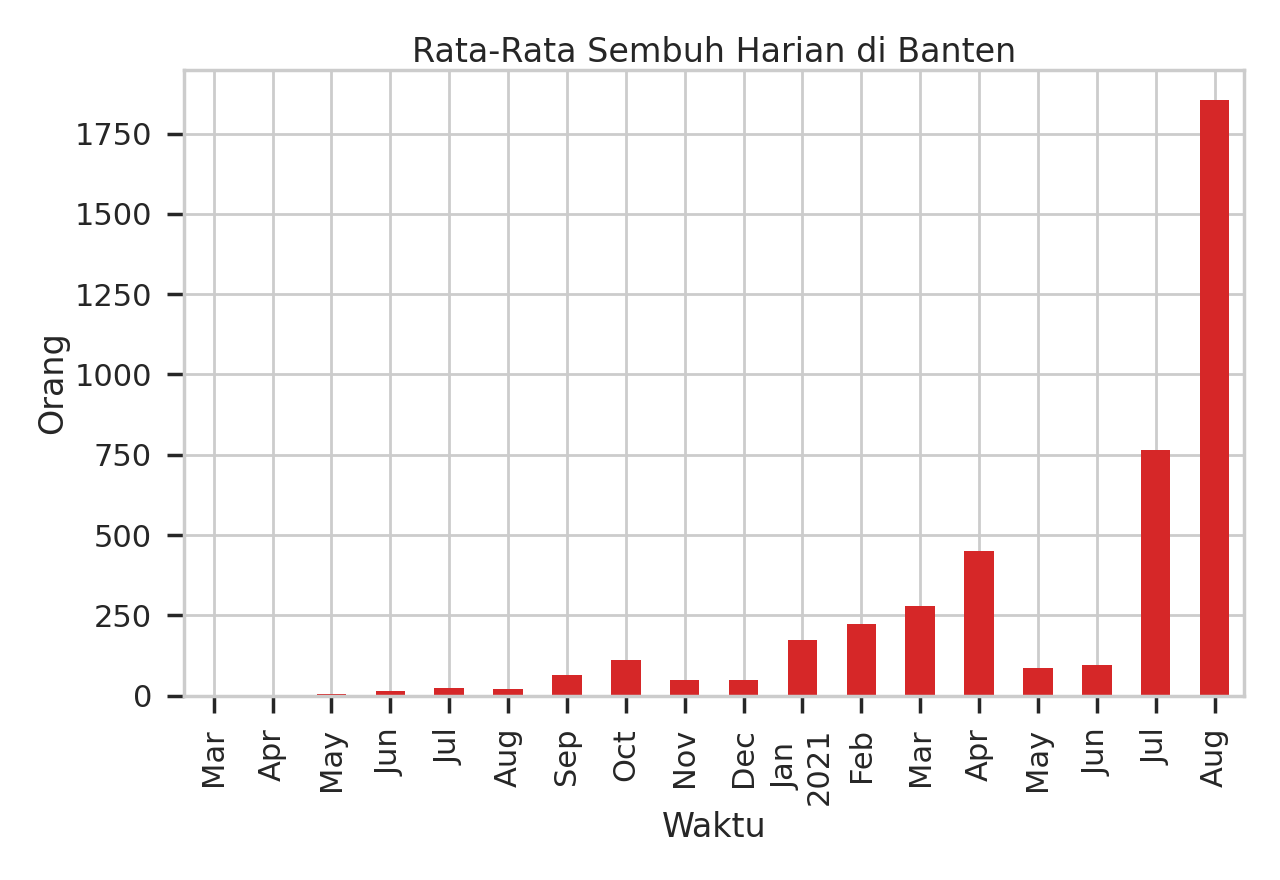 Rata-Rata Sembuh Harian di Banten
Orang
1750
1500
1250
1000
750
500
250
0
Mar
Apr
May
Jun
Jul
Aug
Sep
Oct
Nov
Dec
Jan
2021
Feb
Mar
Apr
May
Jun
Jul
Aug
Waktu